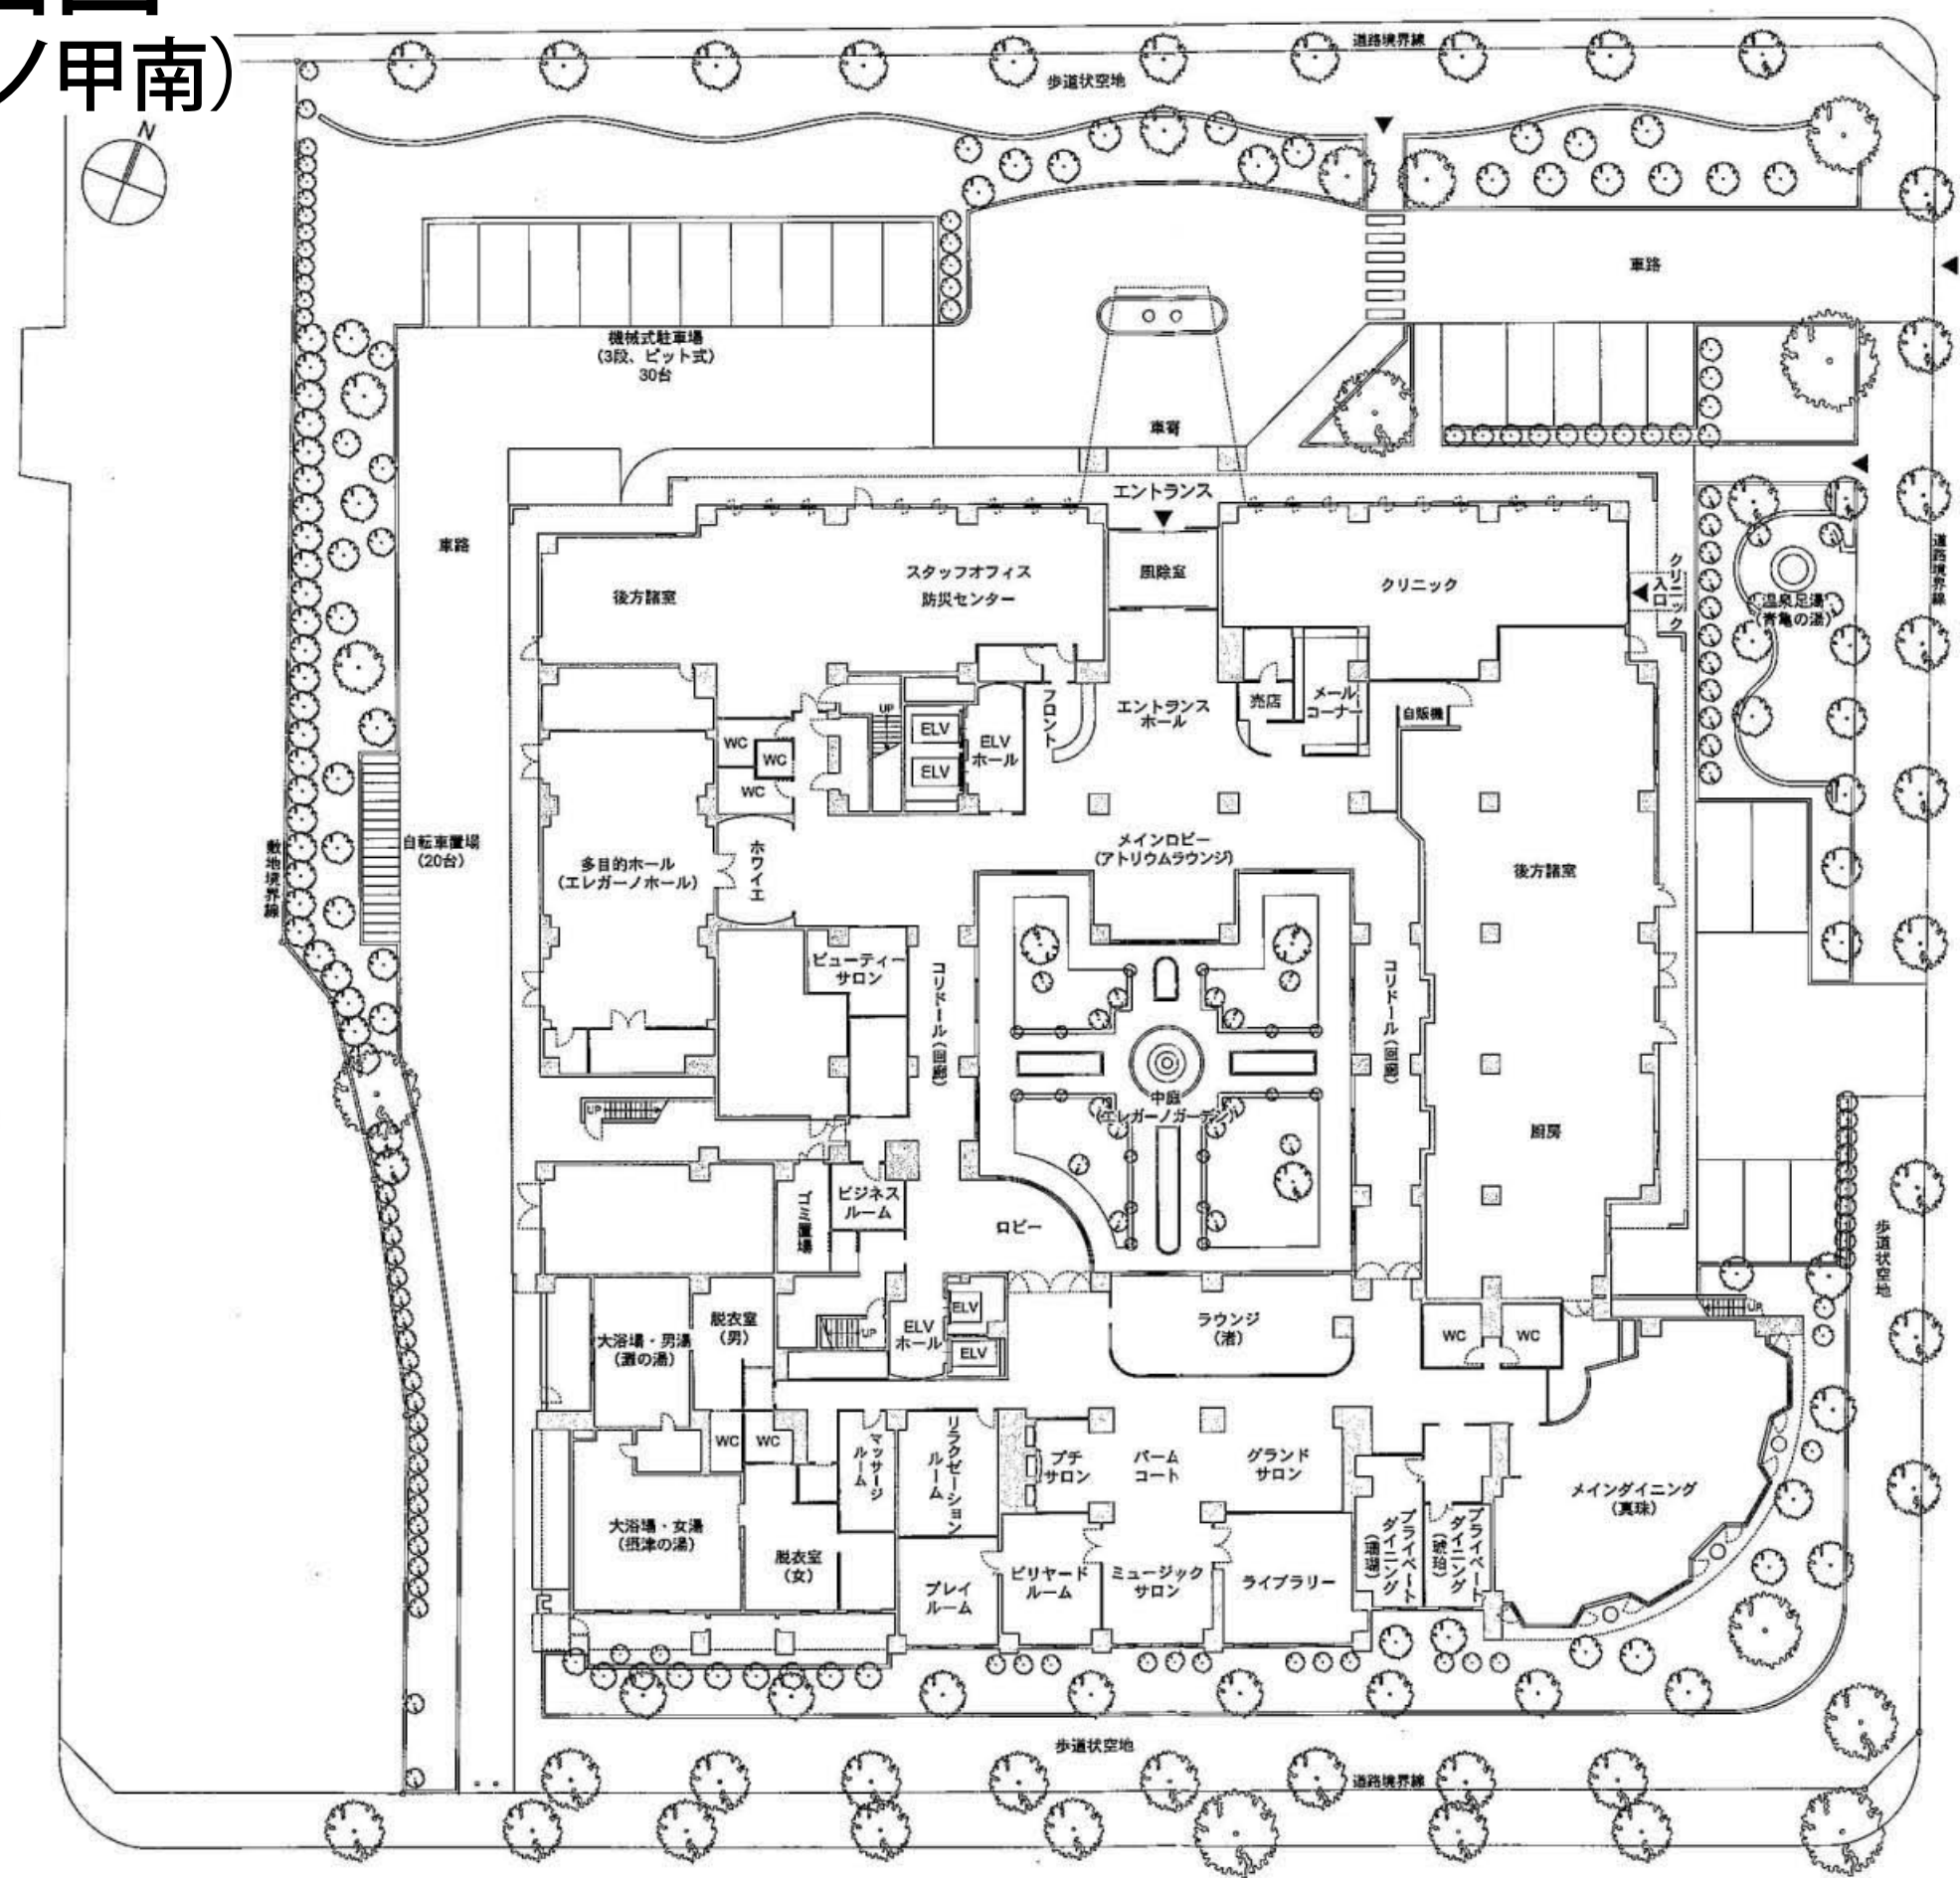 ノ甲南)
N
道路境界線
歩道状空地
車路
機械式駐車場
(3段、ピット式)
30台
車寄
エントランス
車路
後方諸室
スタッフオフィス
防災センター
風除室
クリニック
クリニック
入口
温泉足湯
(青亀の湯)
道路境界線
フロント
エントランス
ホール
売店
メール
コーナー
自販機
UP
ELV
ELV
ELV
ホール
WC
WC
WC
敷地境界線
自転車置場
(20台)
多目的ホール
(エレガーノホール)
ホワイエ
メインロビー
(アトリウムラウンジ)
後方諸室
ビューティー
サロン
コリドール(回廊)
コリドール(回廊)
中庭
(エレガーノガーデン)
UP
厨房
ゴミ置場
ビジネス
ルーム
ロビー
歩道状空地
大浴場・男湯
(灘の湯)
脱衣室
(男)
UP
ELV
ホール
ELV
ELV
ラウンジ
(渚)
WC
WC
UP
WC
WC
マッサージ
ルーム
リラクゼーション
ルーム
プチ
サロン
パーム
コート
グランド
サロン
メインダイニング
(真珠)
大浴場・女湯
(摂津の湯)
脱衣室
(女)
プレイ
ルーム
ビリヤード
ルーム
ミュージック
サロン
ライブラリー
プライベート
ダイニング
(珊瑚)
プライベート
ダイニング
(琥珀)
歩道状空地
道路境界線